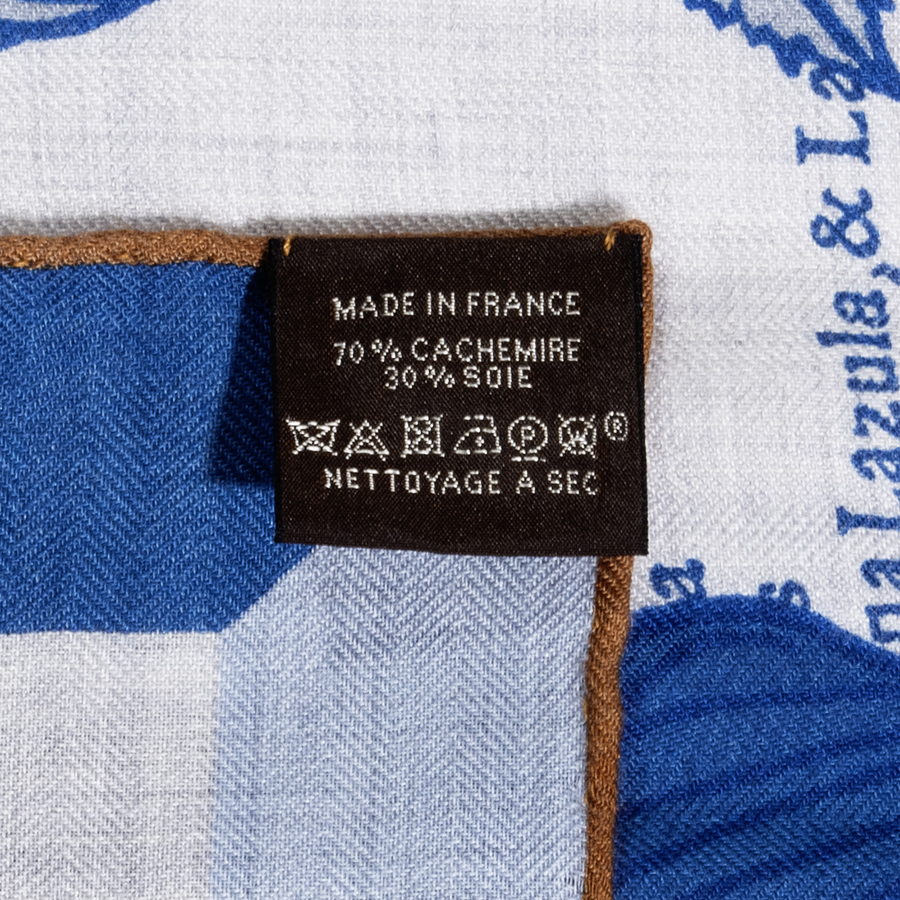 MADE IN FRANCE
70 % CACHEMIRE
30 % SOIE
P W ®
NETTOYAGE A SEC
Lazula, & La
a
s